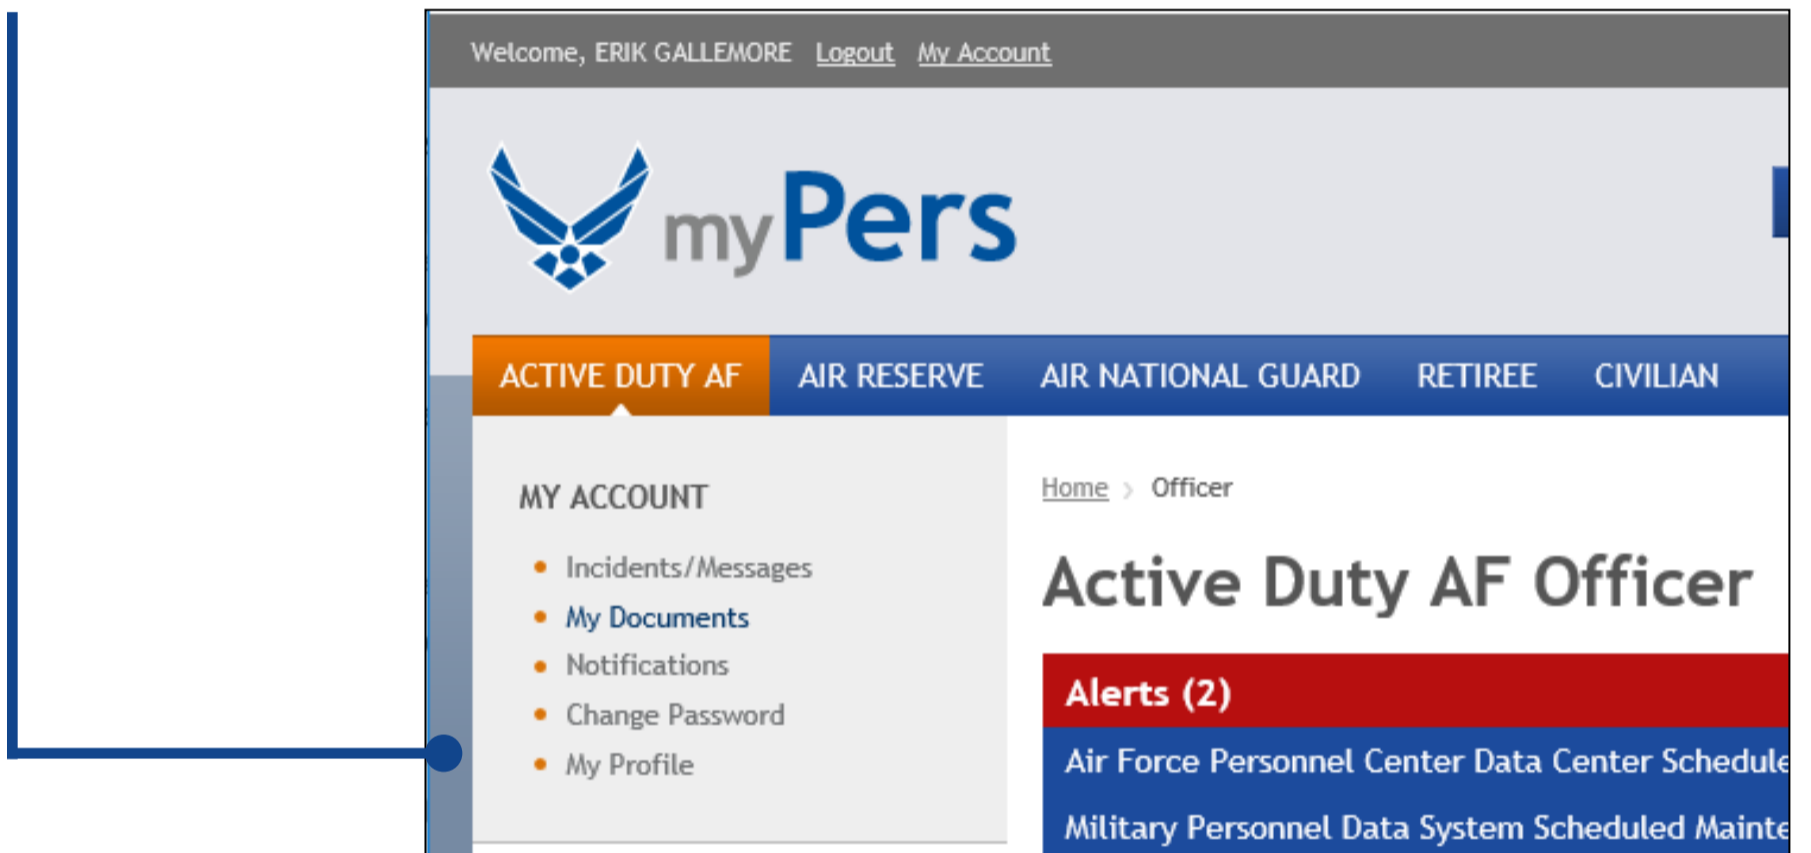 Welcome, ERIK GALLEMORE Logout My Account
myPers
ACTIVE DUTY AF AIR RESERVE AIR NATIONAL GUARD RETIREE CIVILIAN
MY ACCOUNT
Incidents/Messages
My Documents
Notifications
Change Password
My Profile
Home > Officer
Active Duty AF Officer
Alerts (2)
Air Force Personnel Center Data Center Schedule
Military Personnel Data System Scheduled Mainte